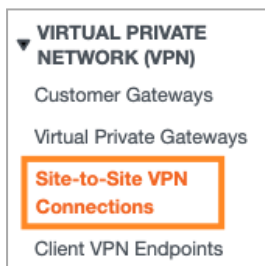 VIRTUAL PRIVATE
NETWORK (VPN)
Customer Gateways
Virtual Private Gateways
Site-to-Site VPN
Connections
Client VPN Endpoints